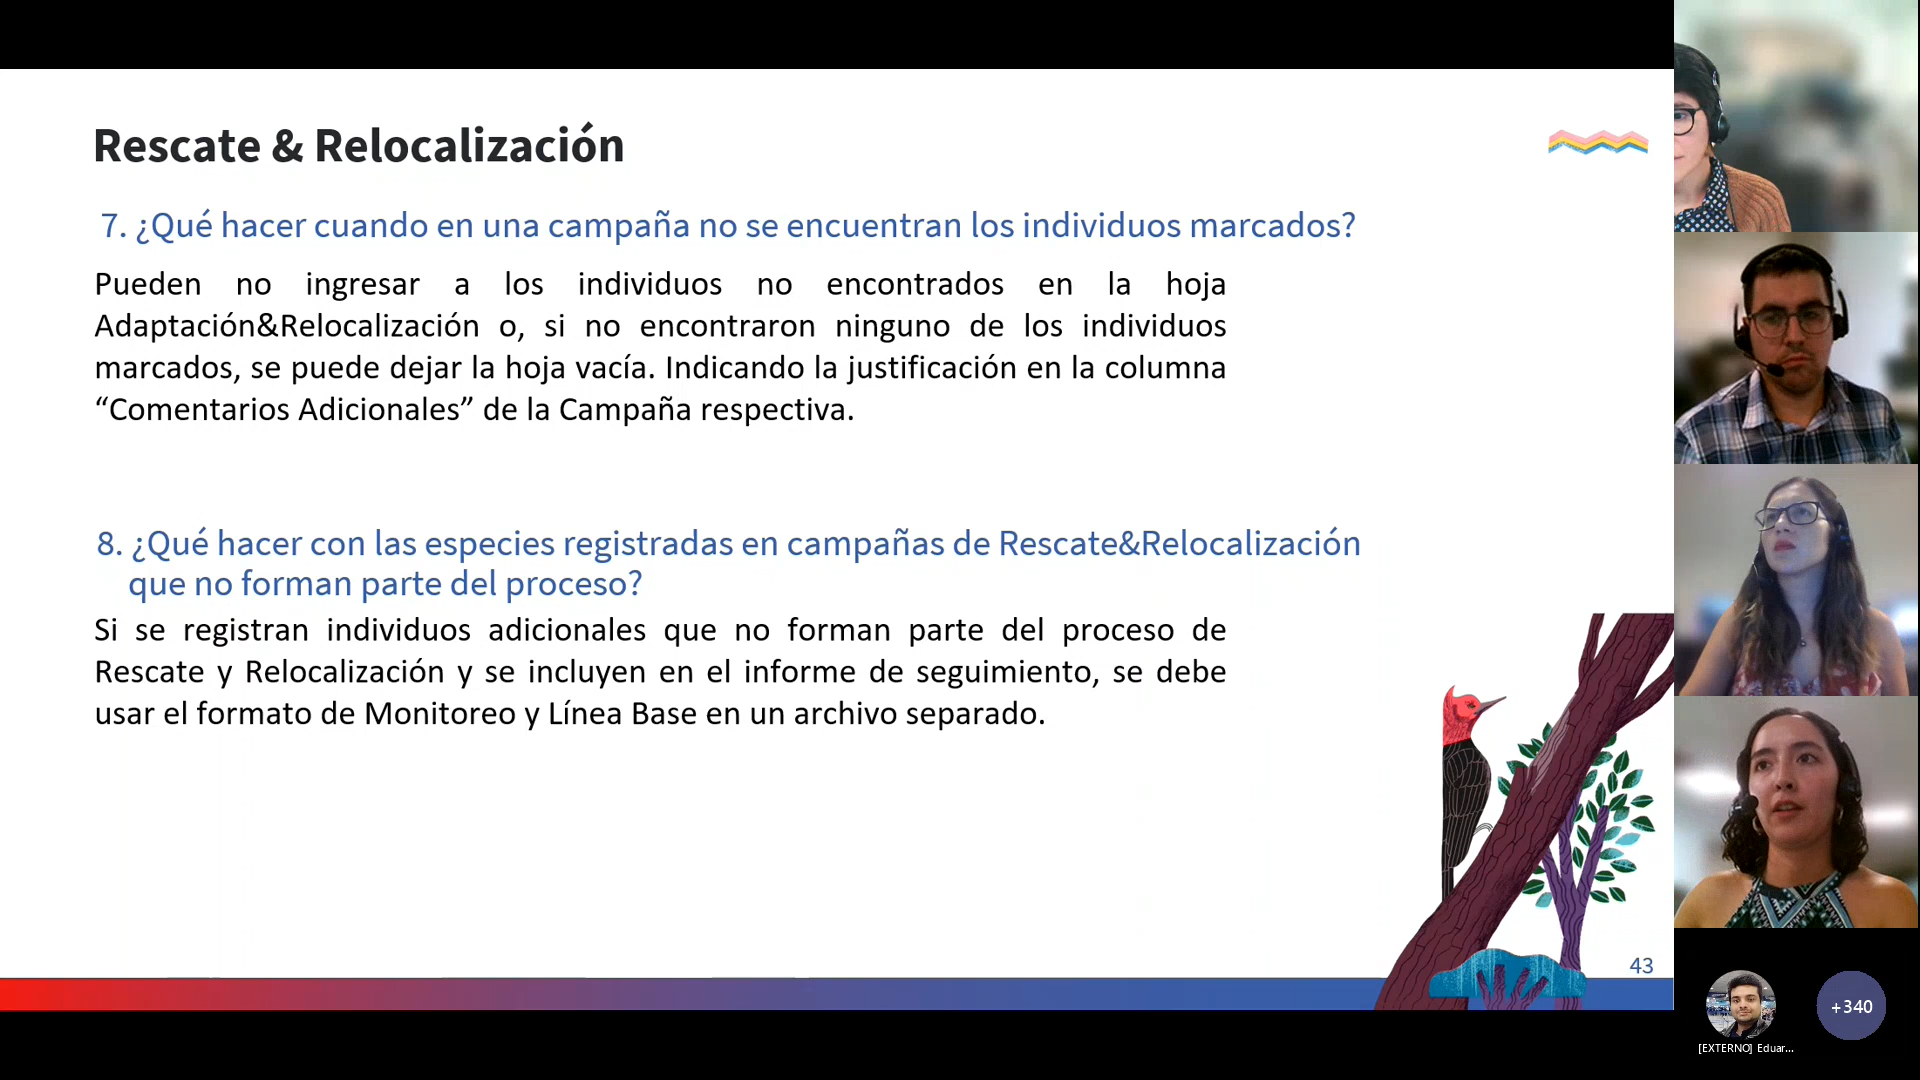 Rescate & Relocalización
7. ¿Qué hacer cuando en una campaña no se encuentran los individuos marcados?
Pueden no ingresar a los individuos no encontrados en la hoja
Adaptación&Relocalización o, si no encontraron ninguno de los individuos
marcados, se puede dejar la hoja vacía. Indicando la justificación en la columna
“Comentarios Adicionales” de la Campaña respectiva.
8. ¿Qué hacer con las especies registradas en campañas de Rescate&Relocalización
que no forman parte del proceso?
Si se registran individuos adicionales que no forman parte del proceso de
Rescate y Relocalización y se incluyen en el informe de seguimiento, se debe
usar el formato de Monitoreo y Línea Base en un archivo separado.
43
+340
[EXTERNO] Eduar...